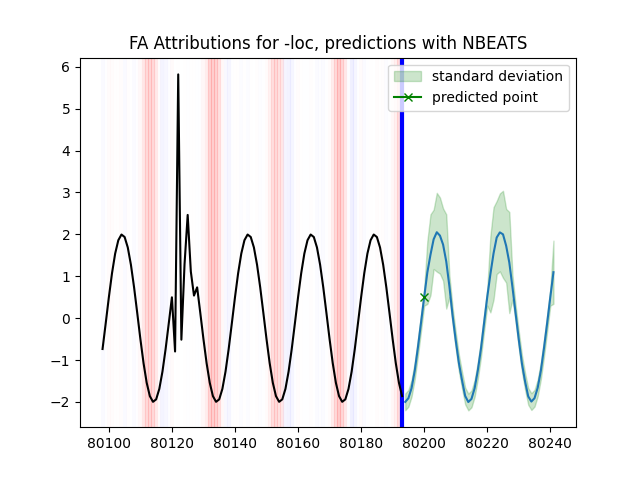 FA Attributions for -loc, predictions with NBEATS
standard deviation
predicted point
6
5
4
3
2
1
0
−1
−2
80100 80120 80140 80160 80180 80200 80220 80240